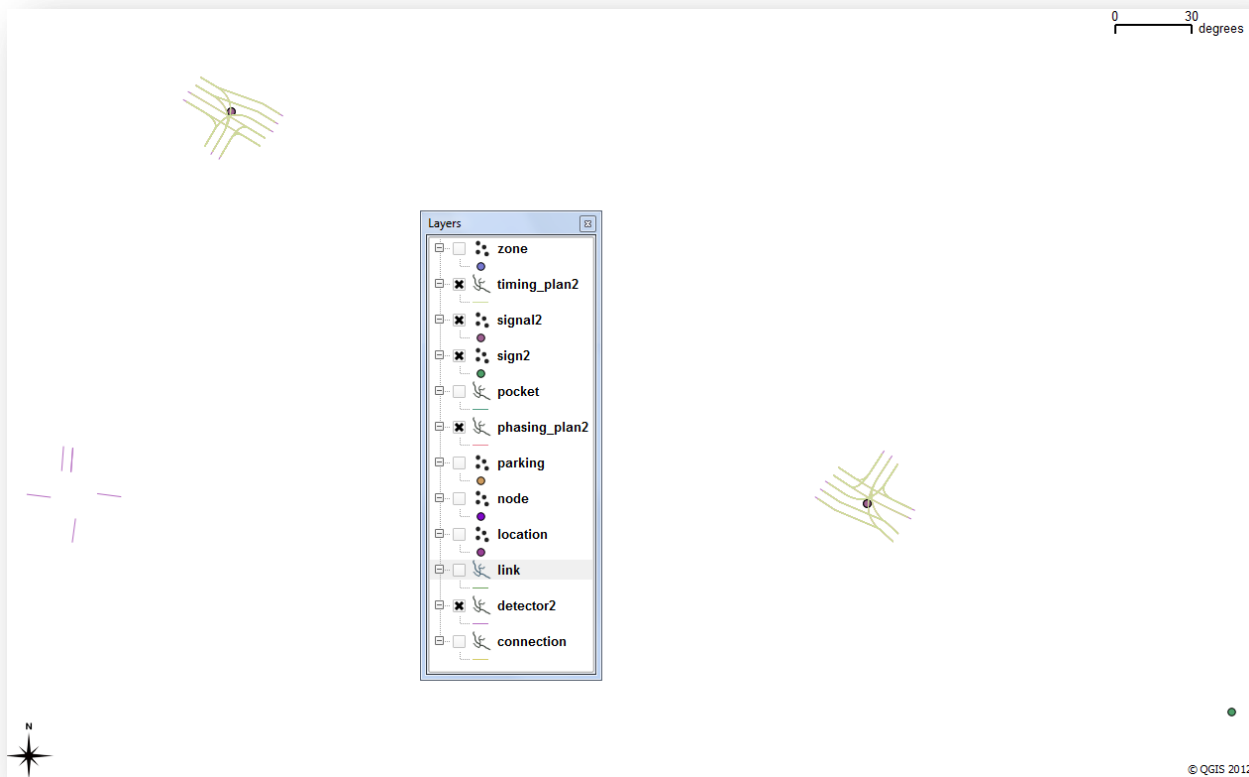 0 30
degrees
Layers
zone
timing_plan2
signal2
sign2
pocket
phasing_plan2
parking
node
location
link
detector2
connection
N
© QGIS 2012